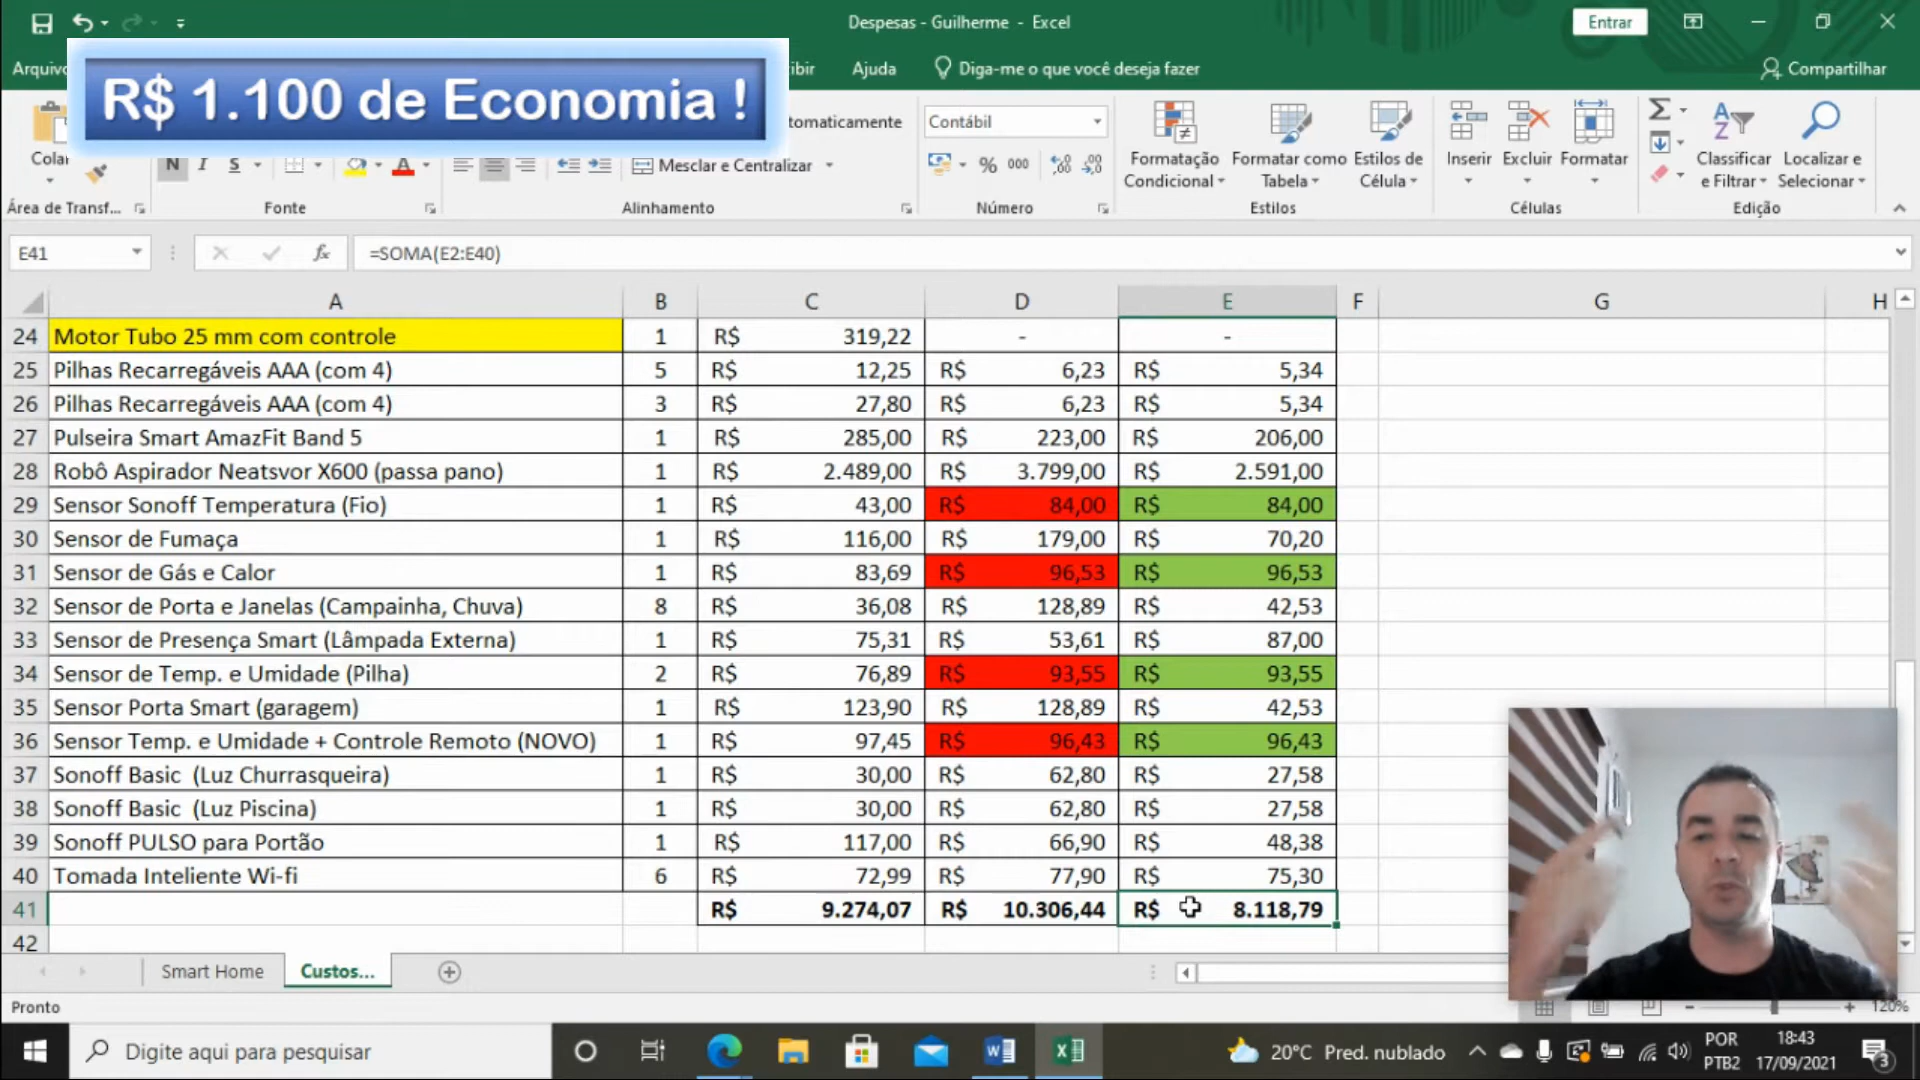 Despesas - Guilherme - Excel
Entrar
Arquivo
ibir
Ajuda
Diga-me o que você deseja fazer
Compartilhar
R$ 1.100 de Economia !
Colar
N I S
A
tomaticamente
Mesclar e Centralizar
Contábil
% 000
Formatação Condicional
Formatar como Tabela
Estilos de Célula
Inserir
Excluir
Formatar
Classificar e Filtrar
Localizar e Selecionar
Área de Transf...
Fonte
Alinhamento
Número
Estilos
Células
Edição
E41
fx
=SOMA(E2:E40)
A B C D E F G H
24 Motor Tubo 25 mm com controle 1 R$ 319,22 - -
25 Pilhas Recarregáveis AAA (com 4) 5 R$ 12,25 R$ 6,23 R$ 5,34
26 Pilhas Recarregáveis AAA (com 4) 3 R$ 27,80 R$ 6,23 R$ 5,34
27 Pulseira Smart AmazFit Band 5 1 R$ 285,00 R$ 223,00 R$ 206,00
28 Robô Aspirador Neatsvor X600 (passa pano) 1 R$ 2.489,00 R$ 3.799,00 R$ 2.591,00
29 Sensor Sonoff Temperatura (Fio) 1 R$ 43,00 R$ 84,00 R$ 84,00
30 Sensor de Fumaça 1 R$ 116,00 R$ 179,00 R$ 70,20
31 Sensor de Gás e Calor 1 R$ 83,69 R$ 96,53 R$ 96,53
32 Sensor de Porta e Janelas (Campainha, Chuva) 8 R$ 36,08 R$ 128,89 R$ 42,53
33 Sensor de Presença Smart (Lâmpada Externa) 1 R$ 75,31 R$ 53,61 R$ 87,00
34 Sensor de Temp. e Umidade (Pilha) 2 R$ 76,89 R$ 93,55 R$ 93,55
35 Sensor Porta Smart (garagem) 1 R$ 123,90 R$ 128,89 R$ 42,53
36 Sensor Temp. e Umidade + Controle Remoto (NOVO) 1 R$ 97,45 R$ 96,43 R$ 96,43
37 Sonoff Basic (Luz Churrasqueira) 1 R$ 30,00 R$ 62,80 R$ 27,58
38 Sonoff Basic (Luz Piscina) 1 R$ 30,00 R$ 62,80 R$ 27,58
39 Sonoff PULSO para Portão 1 R$ 117,00 R$ 66,90 R$ 48,38
40 Tomada Inteliente Wi-fi 6 R$ 72,99 R$ 77,90 R$ 75,30
41 R$ 9.274,07 R$ 10.306,44 R$ 8.118,79
42
Smart Home
Custos...
Pronto
120%
Digite aqui para pesquisar
20°C Pred. nublado
POR
PTB2
18:43
17/09/2021
3